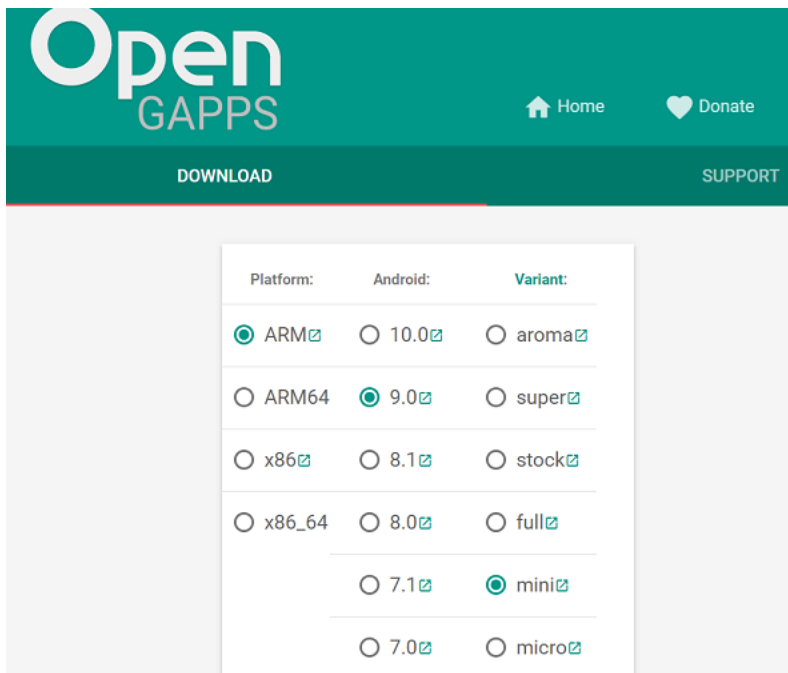 Open
GAPPS
Home
Donate
DOWNLOAD
SUPPORT
Platform: Android: Variant:
ARM 10.0 aroma
ARM64 9.0 super
x86 8.1 stock
x86_64 8.0 full
7.1 mini
7.0 micro